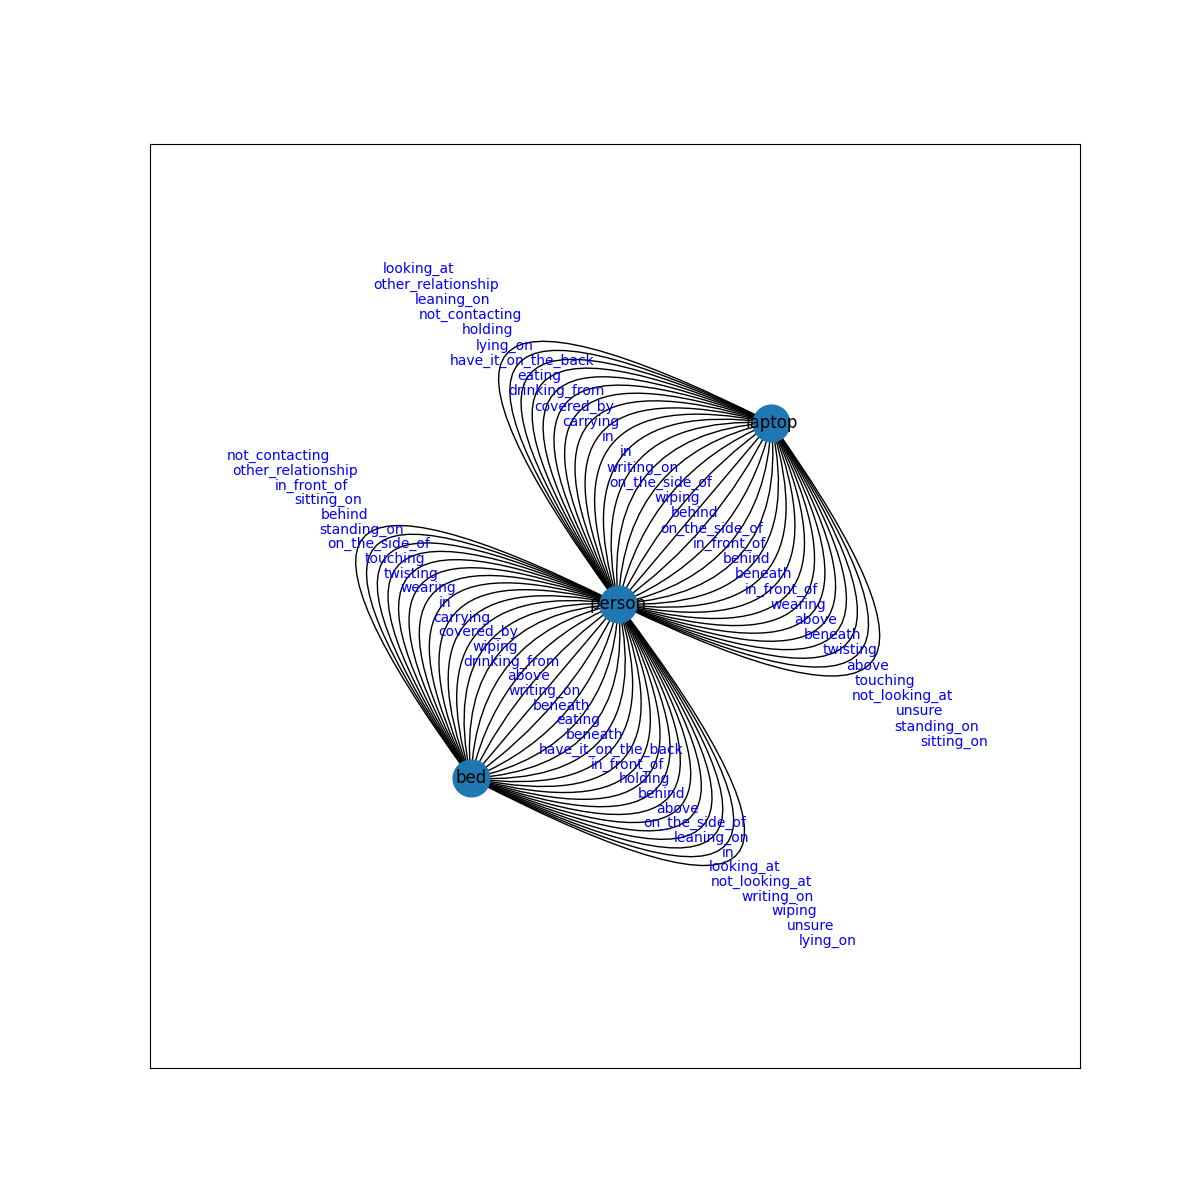 looking_at
other_relationship
leaning_on
not_contacting
holding
lying_on
have_it_on_the_back
eating
drinking_from
covered_by
carrying
in
in
writing_on
on_the_side_of
wiping
behind
on_the_side_of
in_front_of
behind
beneath
in_front_of
wearing
above
beneath
twisting
above
touching
not_looking_at
unsure
standing_on
sitting_on
laptop
not_contacting
other_relationship
in_front_of
sitting_on
behind
standing_on
on_the_side_of
touching
twisting
wearing
in
carrying
covered_by
wiping
drinking_from
above
writing_on
beneath
eating
beneath
have_it_on_the_back
in_front_of
holding
behind
above
on_the_side_of
leaning_on
in
looking_at
not_looking_at
writing_on
wiping
unsure
lying_on
person
bed